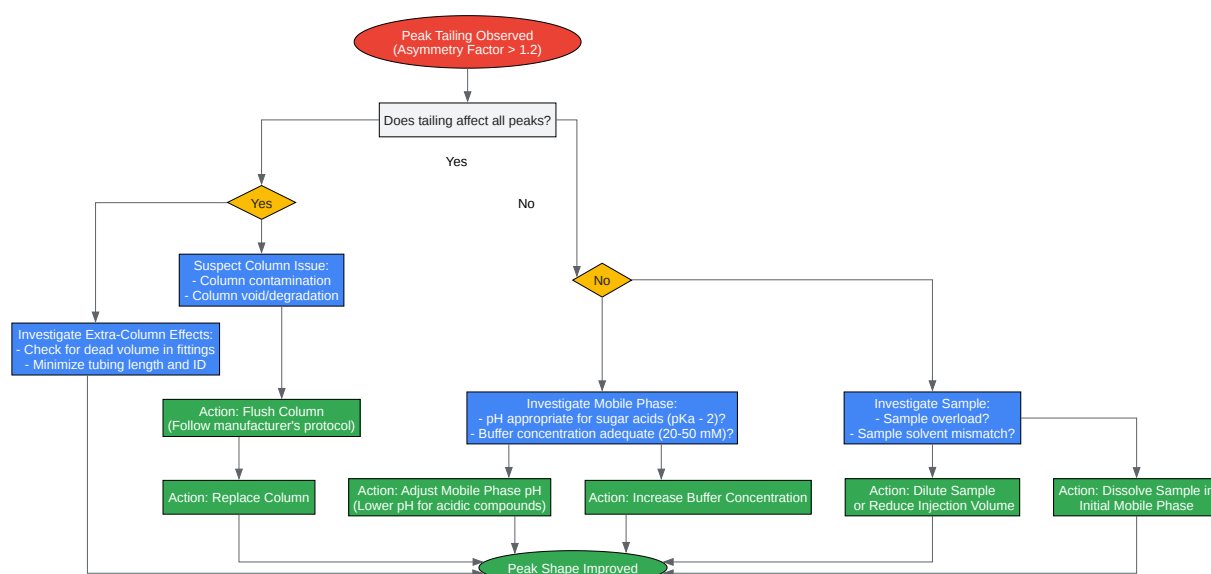 Peak Tailing Observed
(Asymmetry Factor > 1.2)
Does tailing affect all peaks?
Yes
No
Yes
Suspect Column Issue:
- Column contamination
- Column void/degradation
No
Investigate Extra-Column Effects:
- Check for dead volume in fittings
- Minimize tubing length and ID
Action: Flush Column
(Follow manufacturer's protocol)
Investigate Mobile Phase:
- pH appropriate for sugar acids (pKa - 2)?
- Buffer concentration adequate (20-50 mM)?
Investigate Sample:
- Sample overload?
- Sample solvent mismatch?
Action: Replace Column
Action: Adjust Mobile Phase pH
(Lower pH for acidic compounds)
Action: Increase Buffer Concentration
Action: Dilute Sample
or Reduce Injection Volume
Action: Dissolve Sample in
Initial Mobile Phase
Peak Shape Improved